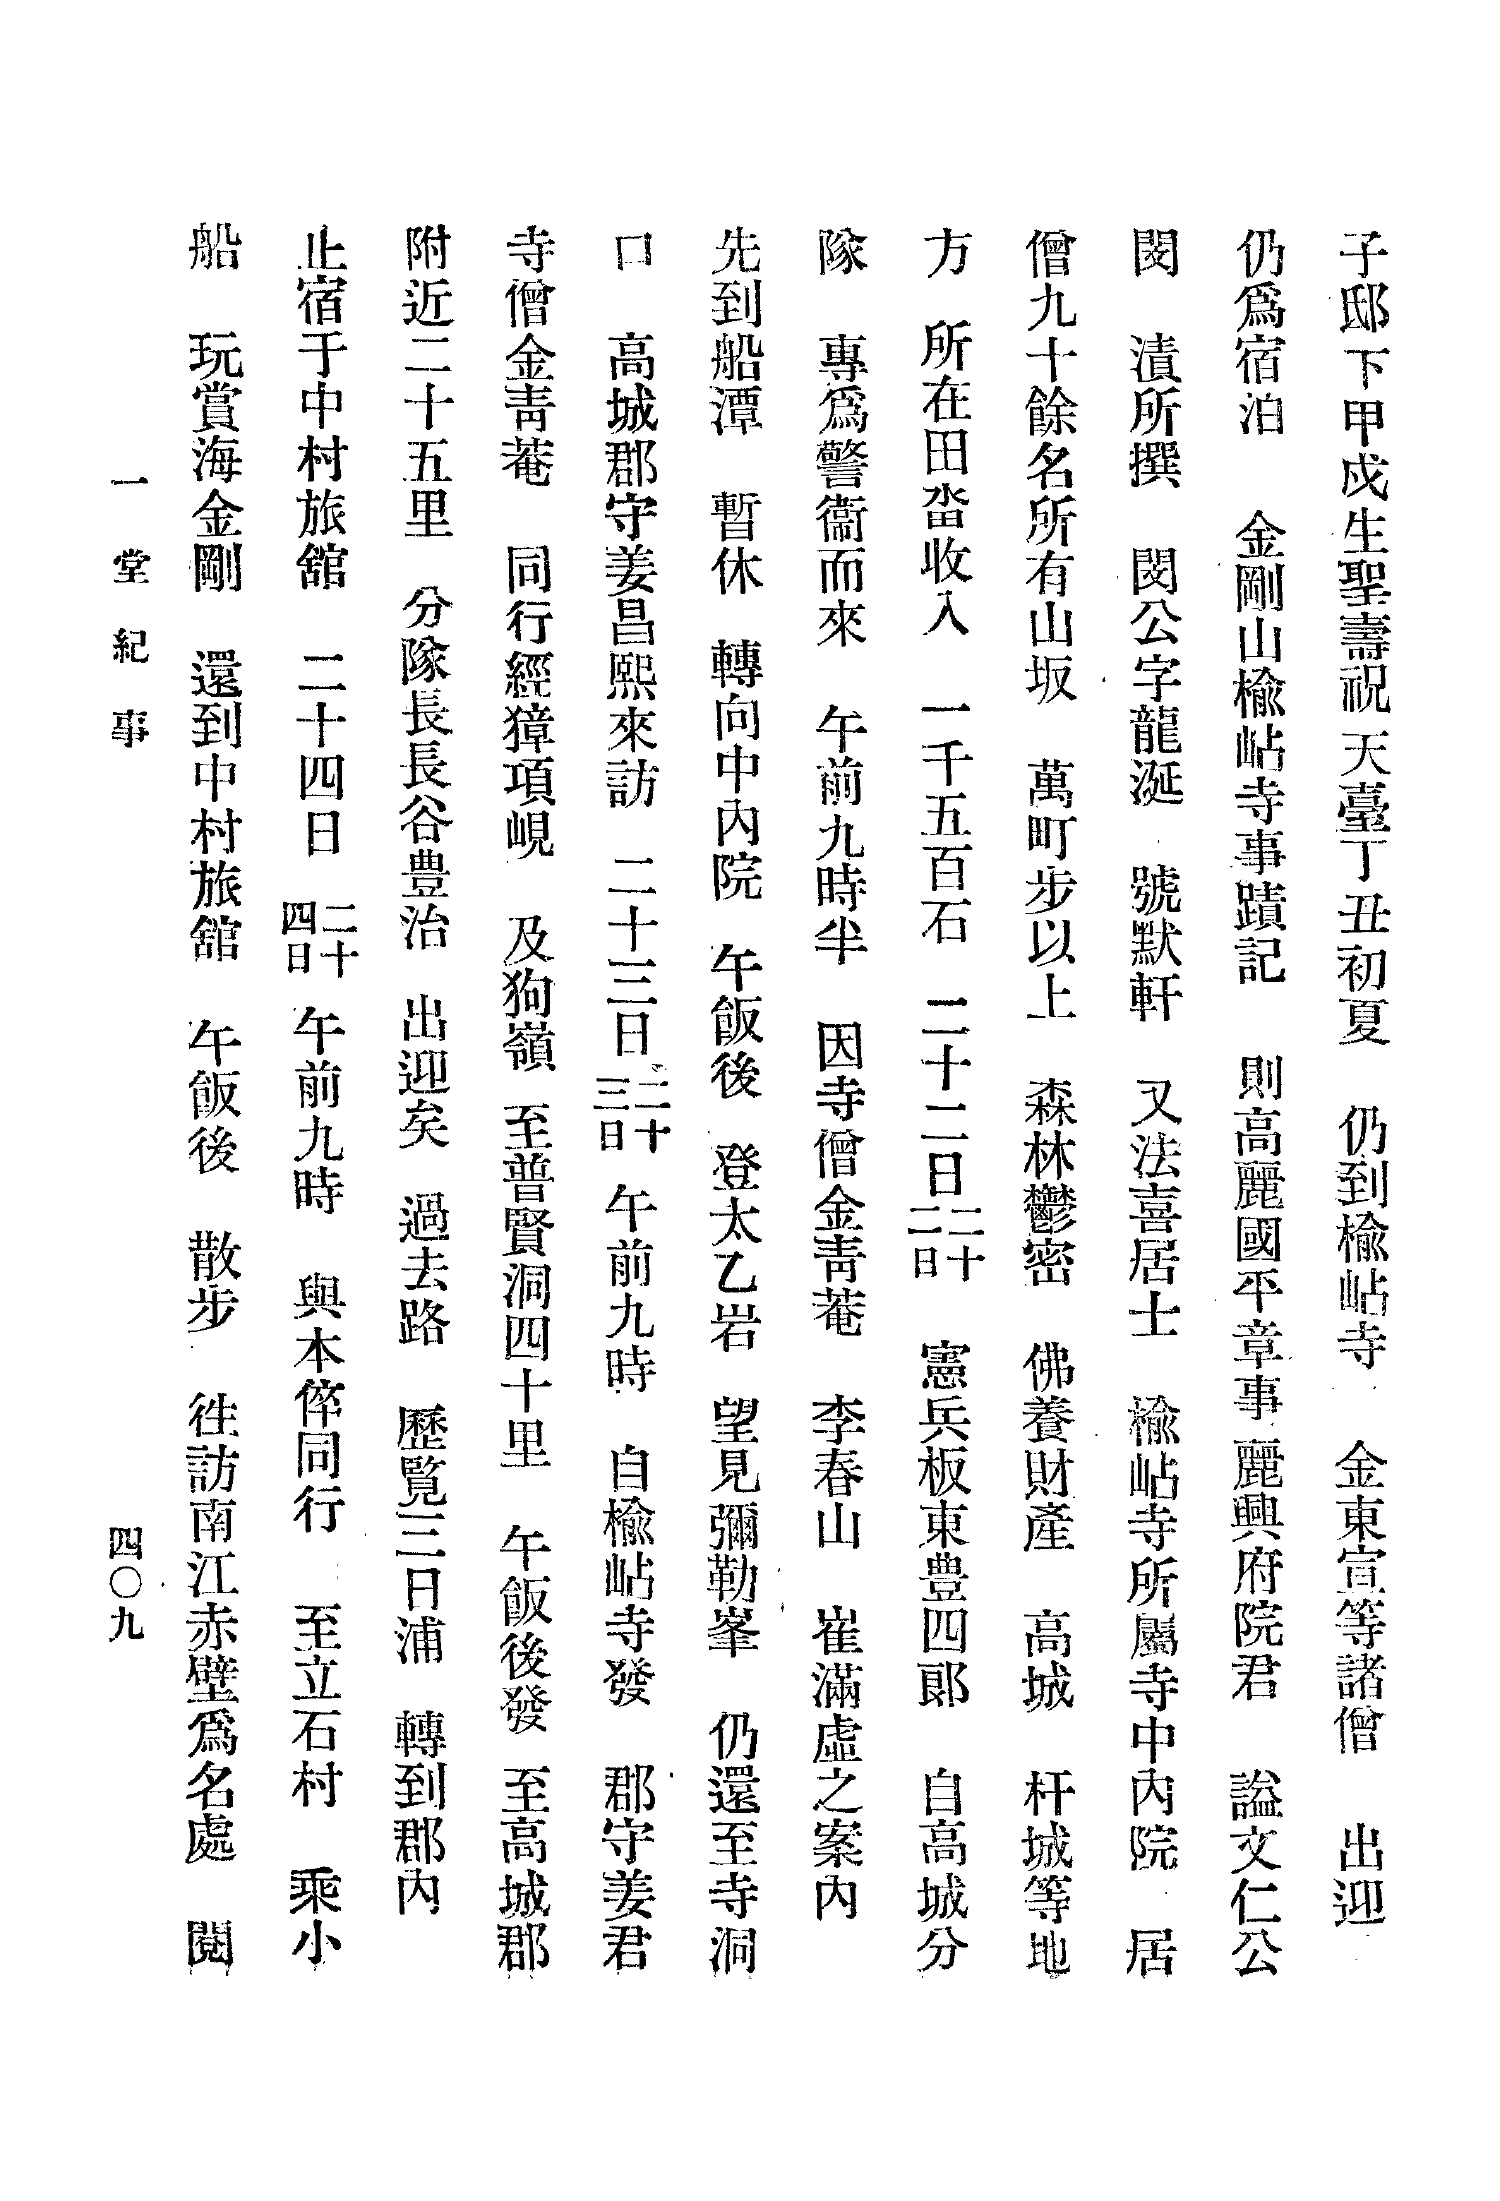 子邸下甲戌生聖壽祝天臺丁丑初夏 仍到楡岾寺 金東宣等諸僧 出迎
仍爲宿泊 金剛山楡岾寺事蹟記 則高麗國平章事麗興府院君 謚文仁公
閔 漬所撰 閔公字龍涎 號默軒 又法喜居士 楡岾寺所屬寺中內院 居
僧九十餘名所有山坂 萬町步以上 森林鬱密 佛養財產 高城 杆城等地
方 所在田畓收入 一千五百石 二十二日二十二日 憲兵板東豊四郞 自高城分
隊 專爲警衞而來 午前九時半 因寺僧金靑菴 李春山 崔滿虛之案內
先到船潭 暫休 轉向中內院 午飯後 登太乙岩 望見彌勒峯 仍還至寺洞
口 高城郡守姜昌熙來訪 二十三日二十三日 午前九時 自楡岾寺發 郡守姜君
寺僧金靑菴 同行經獐項峴 及狗嶺 至普賢洞四十里 午飯後發 至高城郡
附近二十五里 分隊長長谷豊治 出迎矣 過去路 歷覽三日浦 轉到郡內
止宿于中村旅舘 二十四日二十四日 午前九時 與本倅同行 至立石村 乘小
船 玩賞海金剛 還到中村旅舘 午飯後 散步 徃訪南江赤壁爲名處 閱
一堂紀事 四〇九